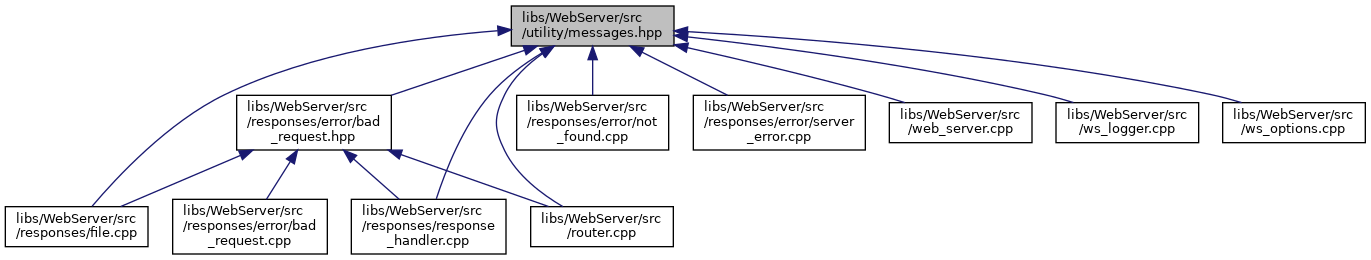 libs/WebServer/src
/utility/messages.hpp
libs/WebServer/src
/responses/error/bad
_request.hpp
libs/WebServer/src
/responses/error/not
_found.cpp
libs/WebServer/src
/responses/error/server
_error.cpp
libs/WebServer/src
/web_server.cpp
libs/WebServer/src
/ws_logger.cpp
libs/WebServer/src
/ws_options.cpp
libs/WebServer/src
/responses/file.cpp
libs/WebServer/src
/responses/error/bad
_request.cpp
libs/WebServer/src
/responses/response
_handler.cpp
libs/WebServer/src
/router.cpp